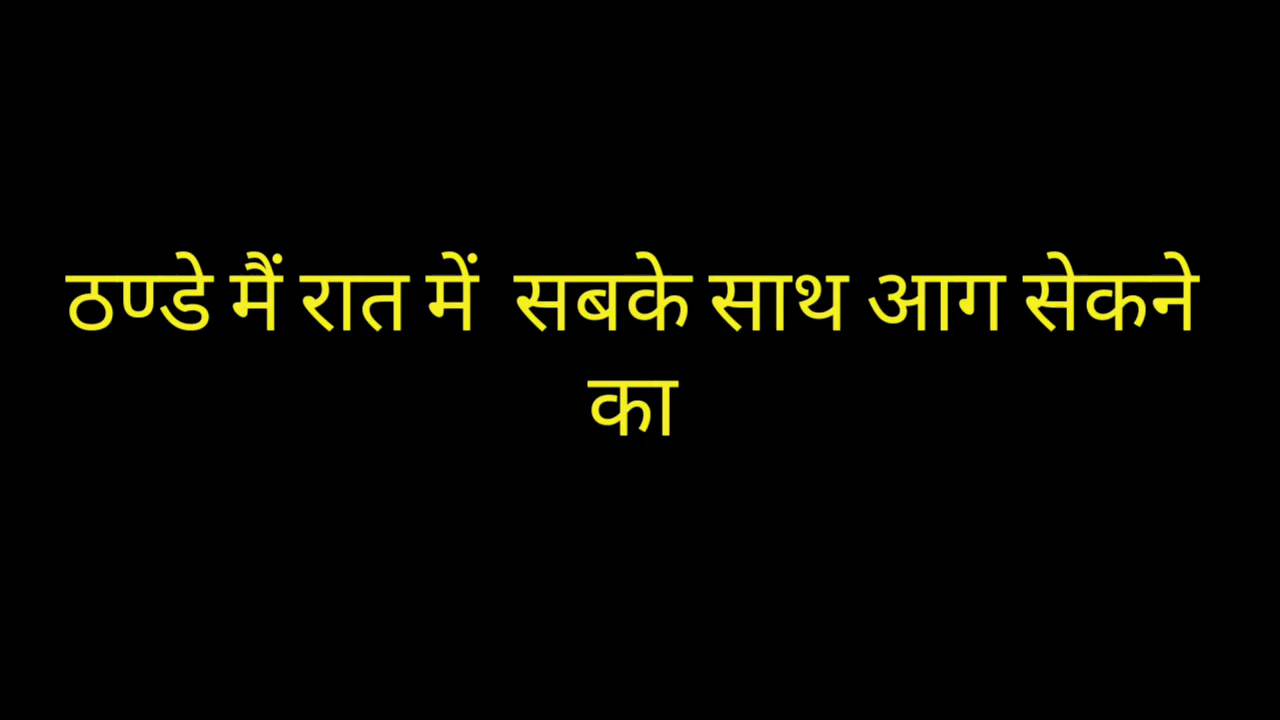 ठण्डे मैं रात में सबके साथ आग सेकने
का